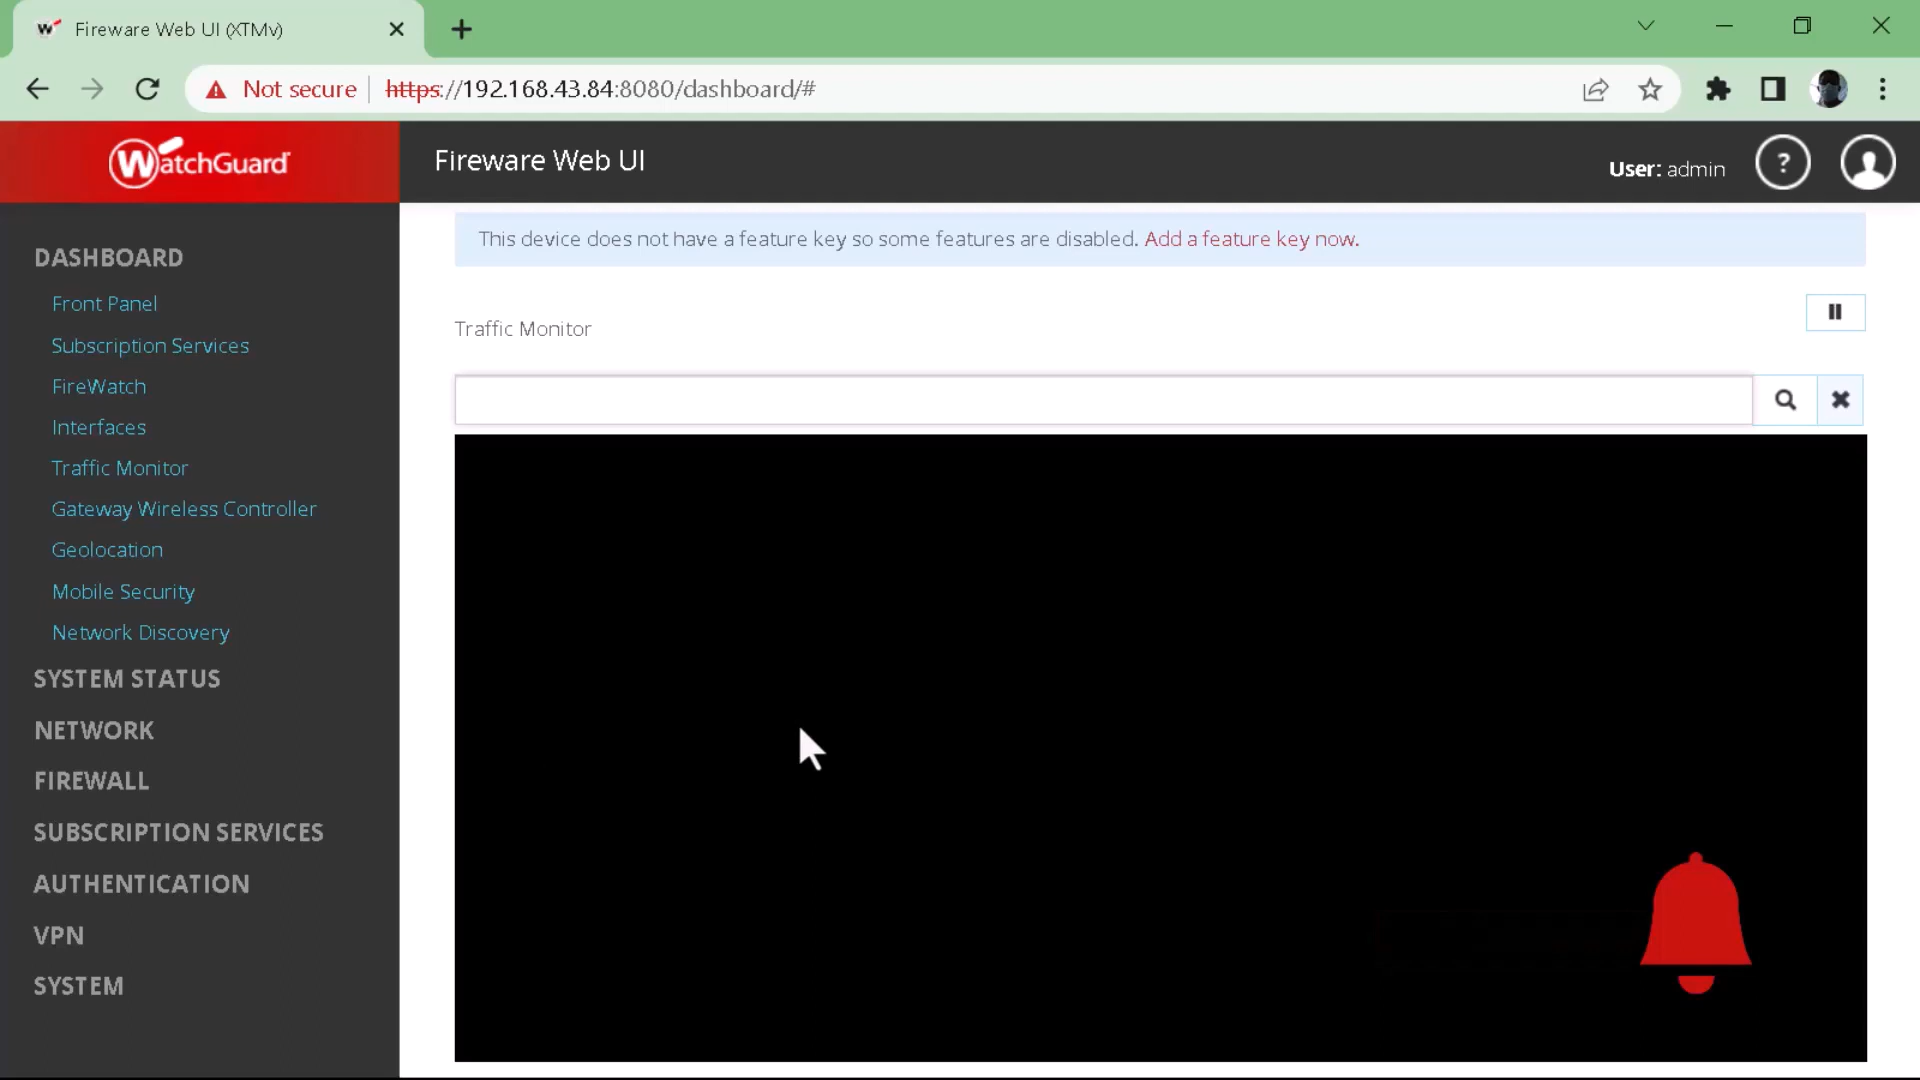 Fireware Web UI (XTMv)
Not secure https://192.168.43.84:8080/dashboard/#
WatchGuard
Fireware Web UI
User: admin
?
This device does not have a feature key so some features are disabled. Add a feature key now.
DASHBOARD
Front Panel
Subscription Services
FireWatch
Interfaces
Traffic Monitor
Gateway Wireless Controller
Geolocation
Mobile Security
Network Discovery
SYSTEM STATUS
NETWORK
FIREWALL
SUBSCRIPTION SERVICES
AUTHENTICATION
VPN
SYSTEM
Traffic Monitor